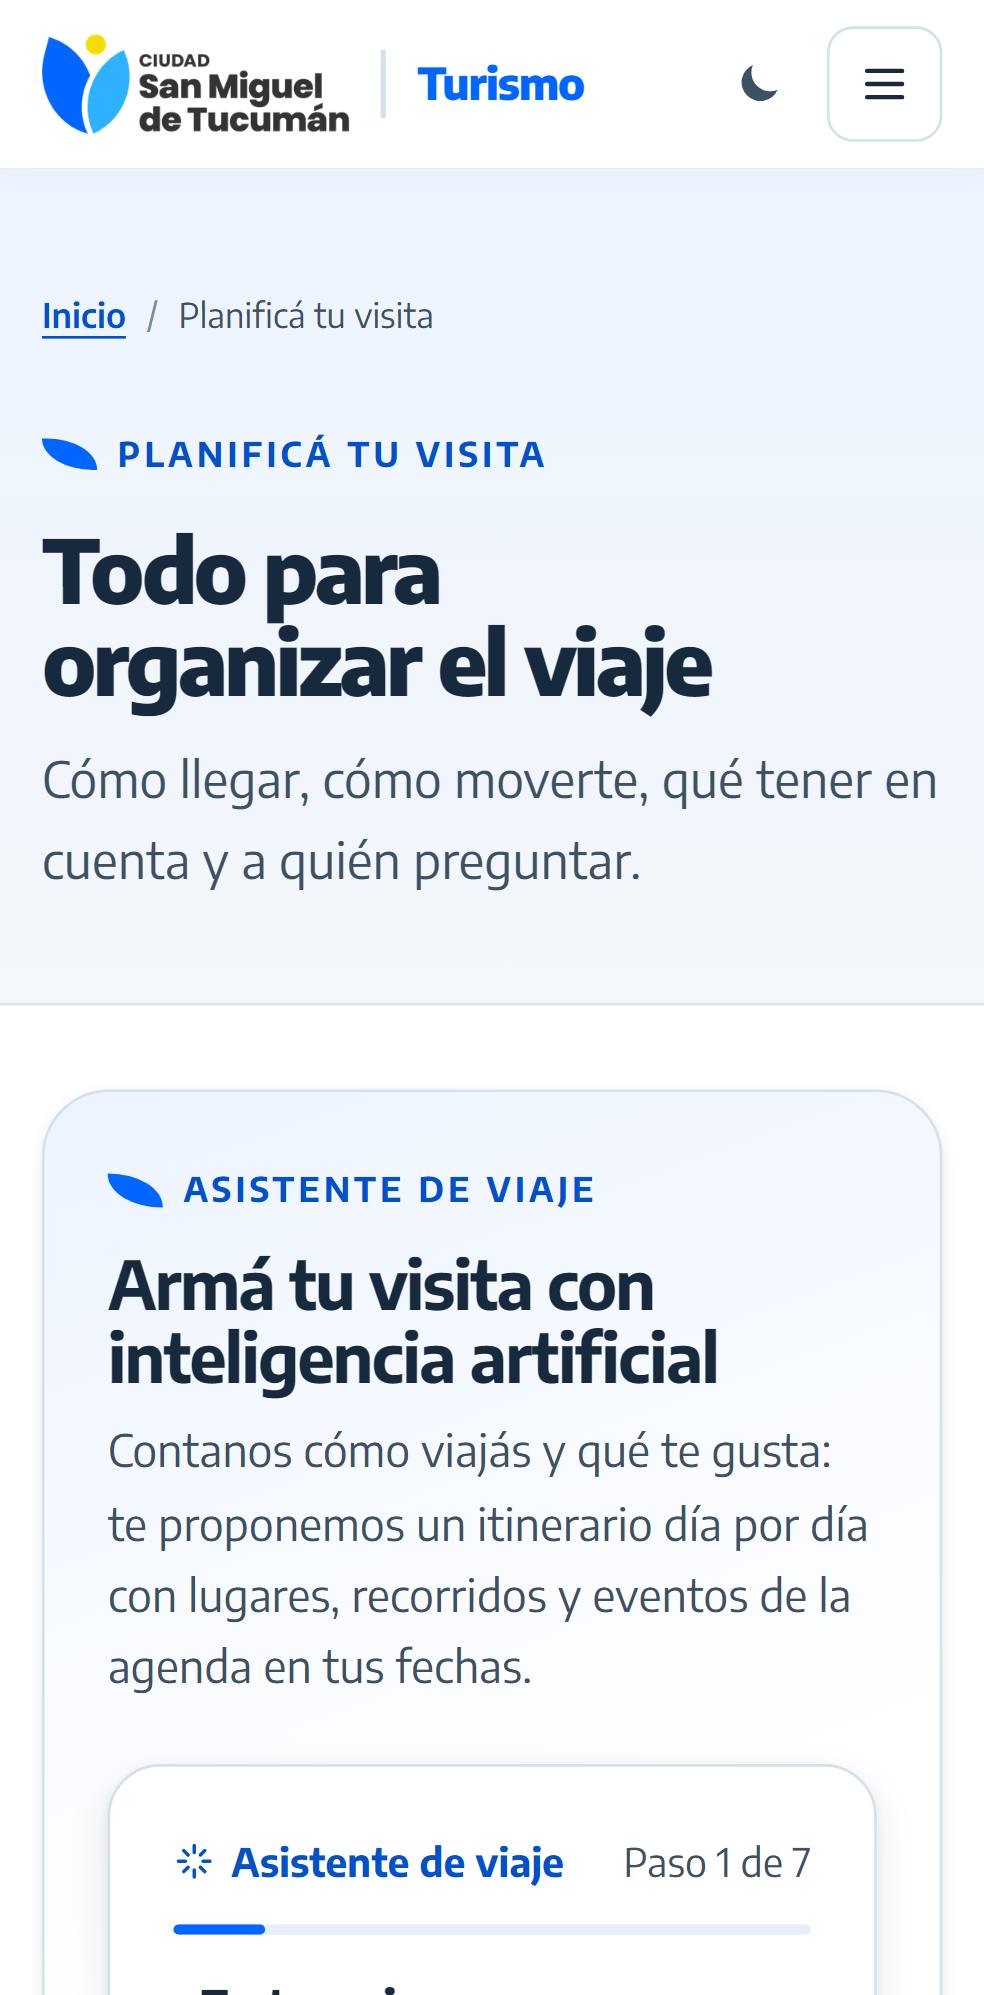 CIUDAD
San Miguel
de Tucumán
Turismo
Inicio / Planificá tu visita
PLANIFICÁ TU VISITA
Todo para
organizar el viaje
Cómo llegar, cómo moverte, qué tener en
cuenta y a quién preguntar.
ASISTENTE DE VIAJE
Armá tu visita con
inteligencia artificial
Contanos cómo viajás y qué te gusta:
te proponemos un itinerario día por día
con lugares, recorridos y eventos de la
agenda en tus fechas.
Asistente de viaje
Paso 1 de 7